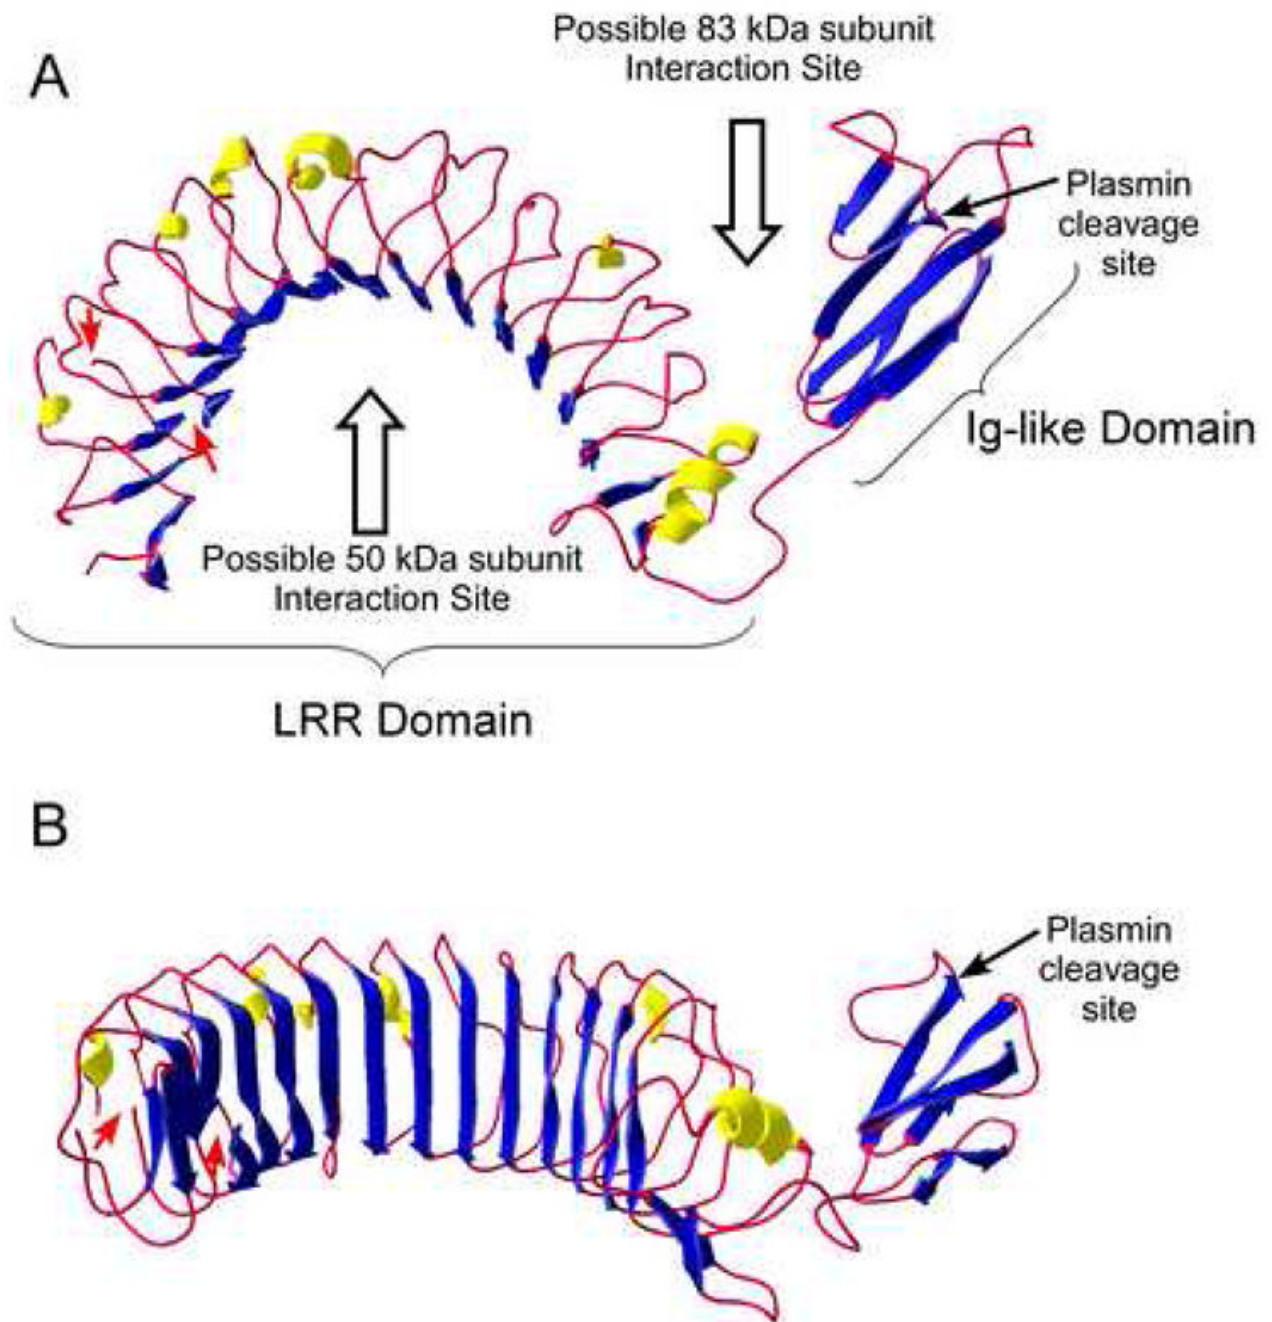 A
Possible 83 kDa subunit
Interaction Site
Plasmin
cleavage
site
Ig-like Domain
Possible 50 kDa subunit
Interaction Site
LRR Domain
B
Plasmin
cleavage
site